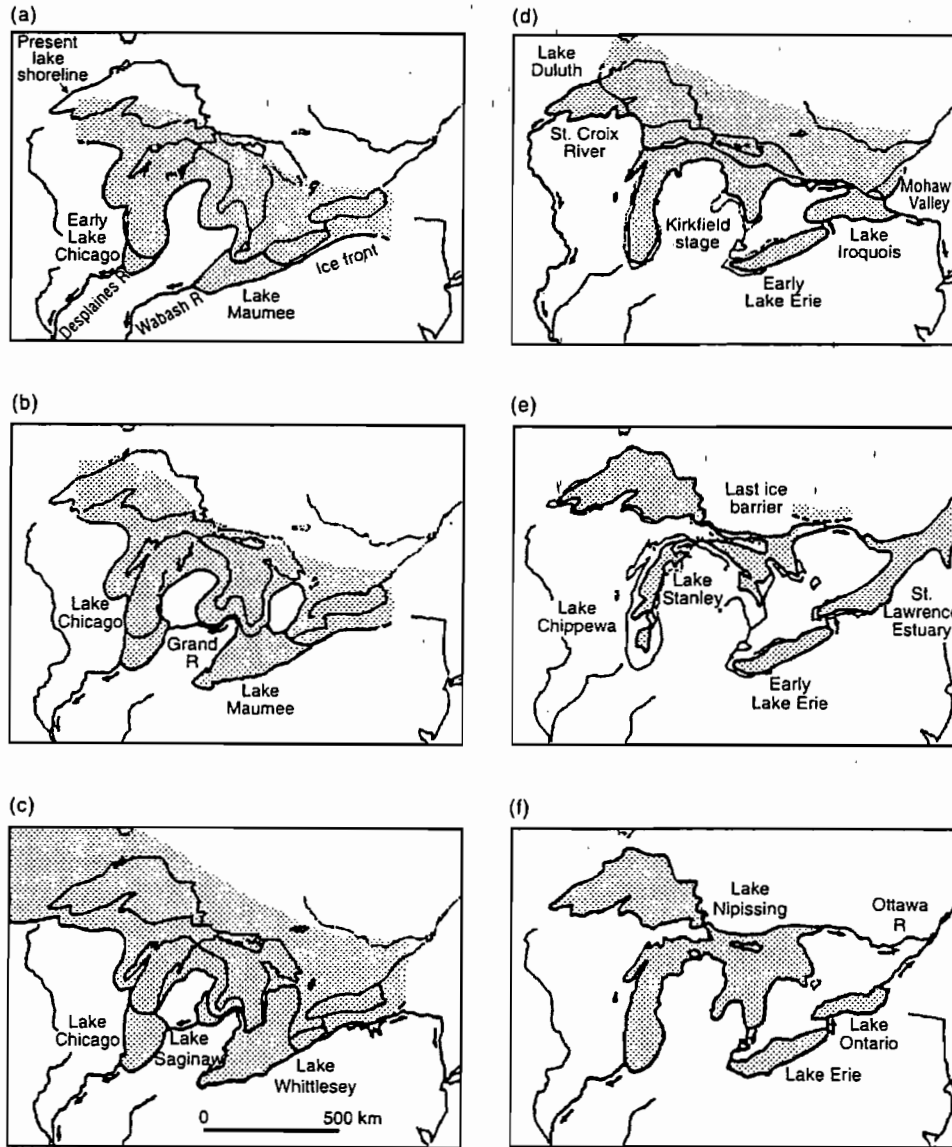 (a)
Present
lake
shoreline
Early
Lake
Chicago
Desplaines R
Wabash R
Lake
Maumee
Ice front
(b)
Lake
Chicago
Grand
R
Lake
Maumee
(c)
Lake
Chicago
Lake
Saginaw
Lake
Whittlesey
0 500 km
(d)
Lake
Duluth
St. Croix
River
Kirkfield
stage
Mohaw
Valley
Lake
Iroquois
Early
Lake Erie
(e)
Last ice
barrier
Lake
Chippewa
Lake
Stanley
St.
Lawrenc
Estuary
Early
Lake Erie
(f)
Lake
Nipissing
Ottawa
R
Lake
Ontario
Lake Erie